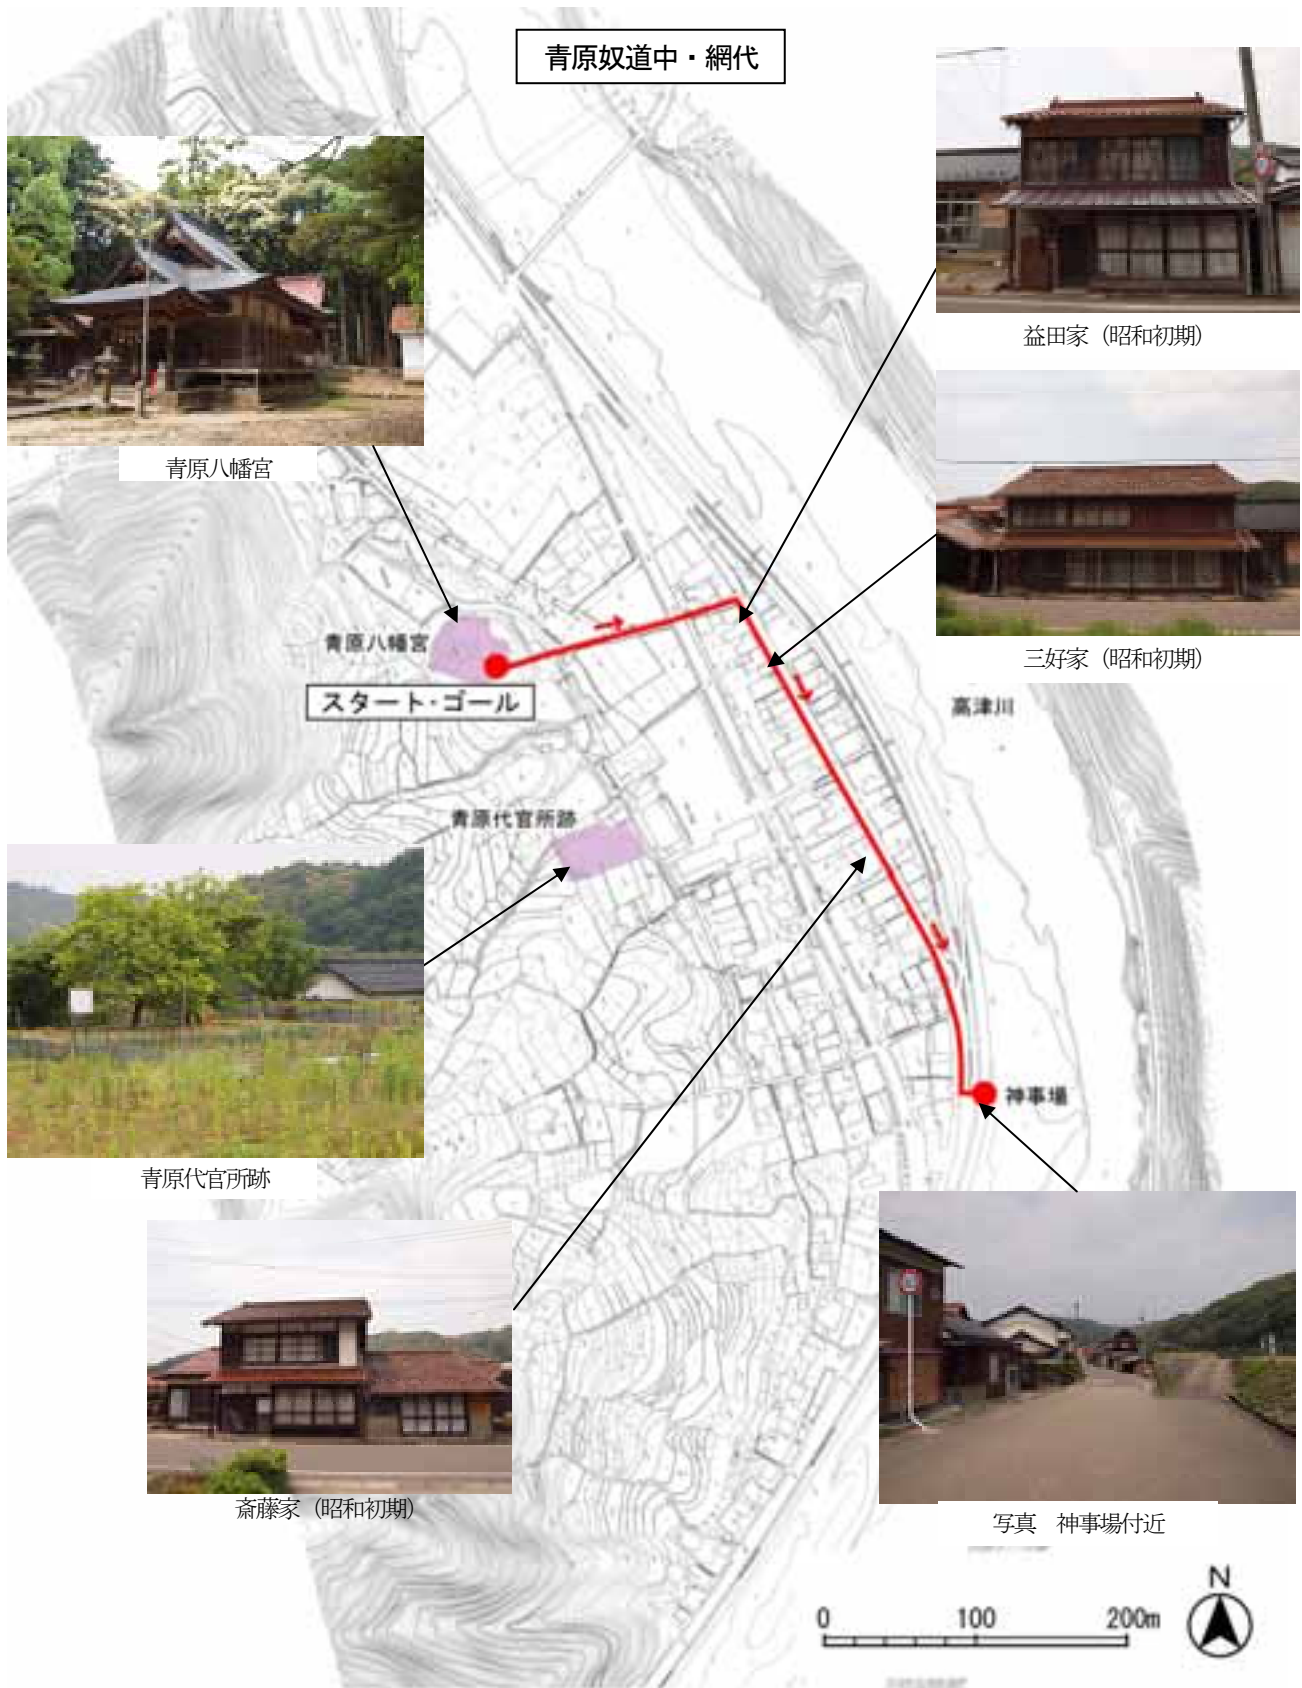 青原奴道中・網代
益田家（昭和初期）
青原八幡宮
三好家（昭和初期）
青原八幡宮
スタート・ゴール
高津川
青原代官所跡
神事場
青原代官所跡
斎藤家（昭和初期）
写真　神事場付近
N
0 100 200m